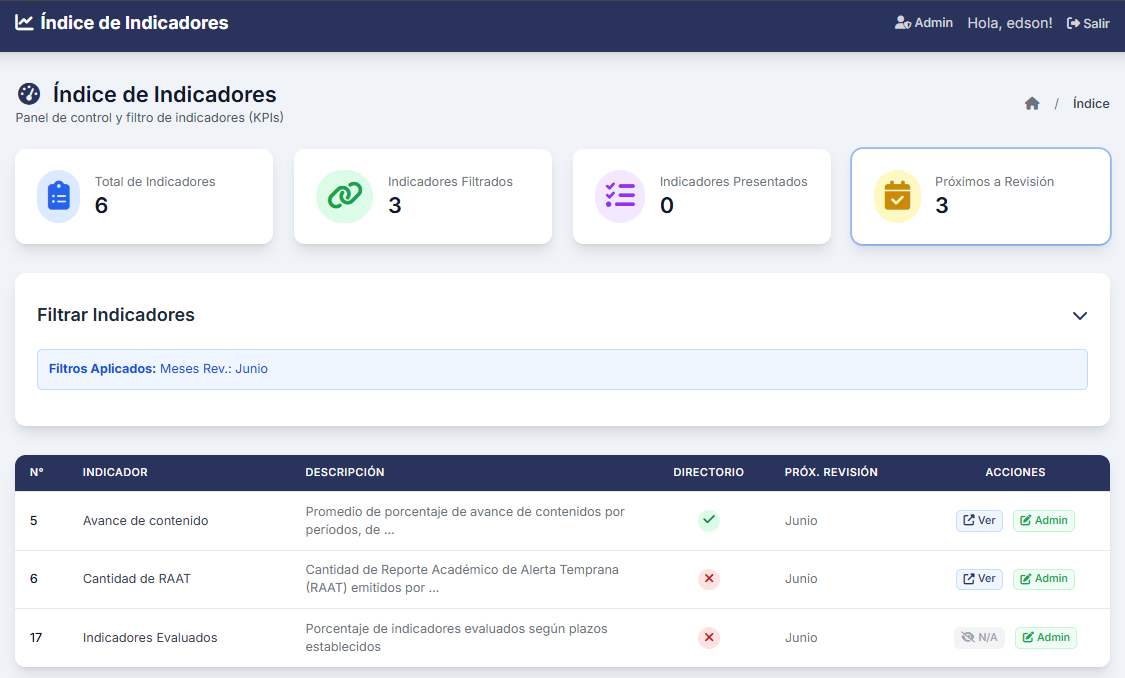 Índice de Indicadores
Admin Hola, edson! Salir
Índice de Indicadores
Panel de control y filtro de indicadores (KPIs)
/ Índice
Total de Indicadores
6
Indicadores Filtrados
3
Indicadores Presentados
0
Próximos a Revisión
3
Filtrar Indicadores
Filtros Aplicados: Meses Rev.: Junio
N° INDICADOR DESCRIPCIÓN DIRECTORIO PRÓX. REVISIÓN ACCIONES
5 Avance de contenido Promedio de porcentaje de avance de contenidos por
períodos, de ... Junio Ver Admin
6 Cantidad de RAAT Cantidad de Reporte Académico de Alerta Temprana
(RAAT) emitidos por ... Junio Ver Admin
17 Indicadores Evaluados Porcentaje de indicadores evaluados según plazos
establecidos Junio N/A Admin